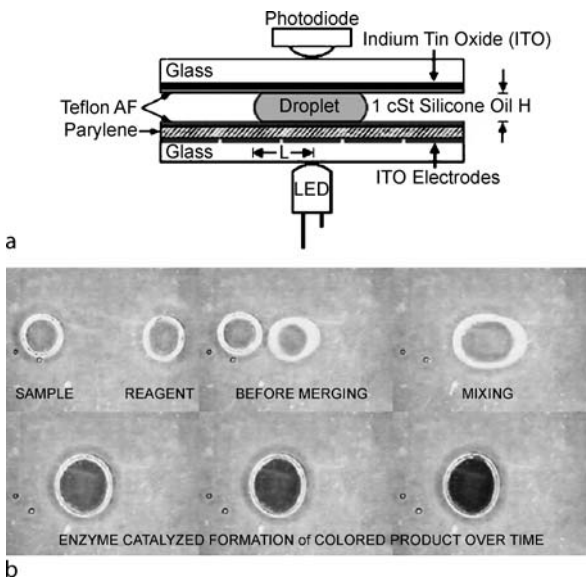 Photodiode
Indium Tin Oxide (ITO)
Glass
Teflon AF
Droplet
1 cSt Silicone Oil H
Parylene
Glass
L
ITO Electrodes
LED
a
SAMPLE
REAGENT
BEFORE MERGING
MIXING
ENZYME CATALYZED FORMATION of COLORED PRODUCT OVER TIME
b